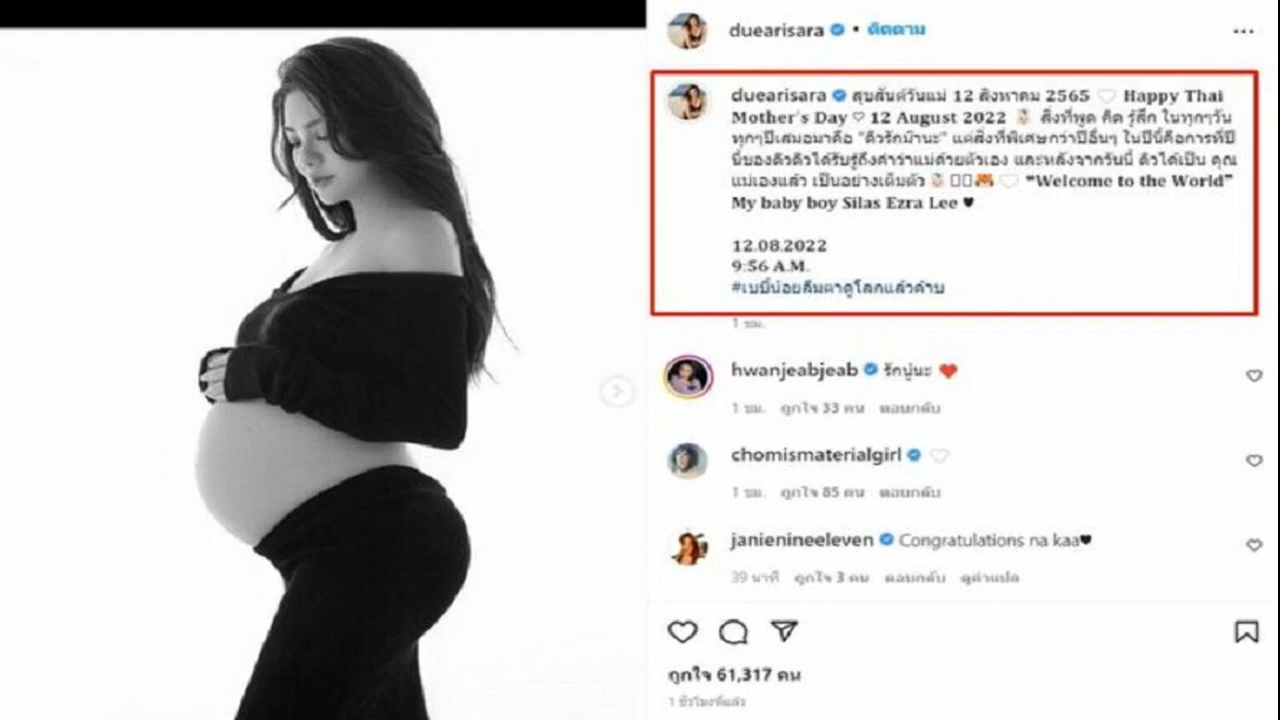 duearisara • ติดตาม
duearisara สุขสันต์วันแม่ 12 สิงหาคม 2565 🤍 Happy Thai
Mother's Day ♡ 12 August 2022 👶🏻 สิ่งที่พูด คิด รู้สึก ในทุกๆวัน
ทุกๆปีเสมอมาคือ "ดิวรักม๊านะ" แต่สิ่งที่พิเศษกว่าปีอื่นๆ ในปีนี้คือการที่ปี
นี้ของดิวดิวได้รับรู้ถึงคำว่าแม่ด้วยตัวเอง และหลังจากวันนี้ ดิวได้เป็น คุณ
แม่เองแล้ว เป็นอย่างเต็มตัว 👶🏻 🐯 🤍 "Welcome to the World"
My baby boy Silas Ezra Lee ♥
12.08.2022
9:56 A.M.
#เบบี๋น้อยลืมตาดูโลกแล้วค้าบ
1 ชม.
hwanjeabjeab รักนู๋นะ ❤️
1 ชม. ถูกใจ 33 คน ตอบกลับ
chomismaterialgirl 🤍
1 ชม. ถูกใจ 85 คน ตอบกลับ
janienineeleven Congratulations na kaa♥
39 นาที ถูกใจ 3 คน ตอบกลับ ดูคำแปล
ถูกใจ 61,317 คน
1 ชั่วโมงที่แล้ว